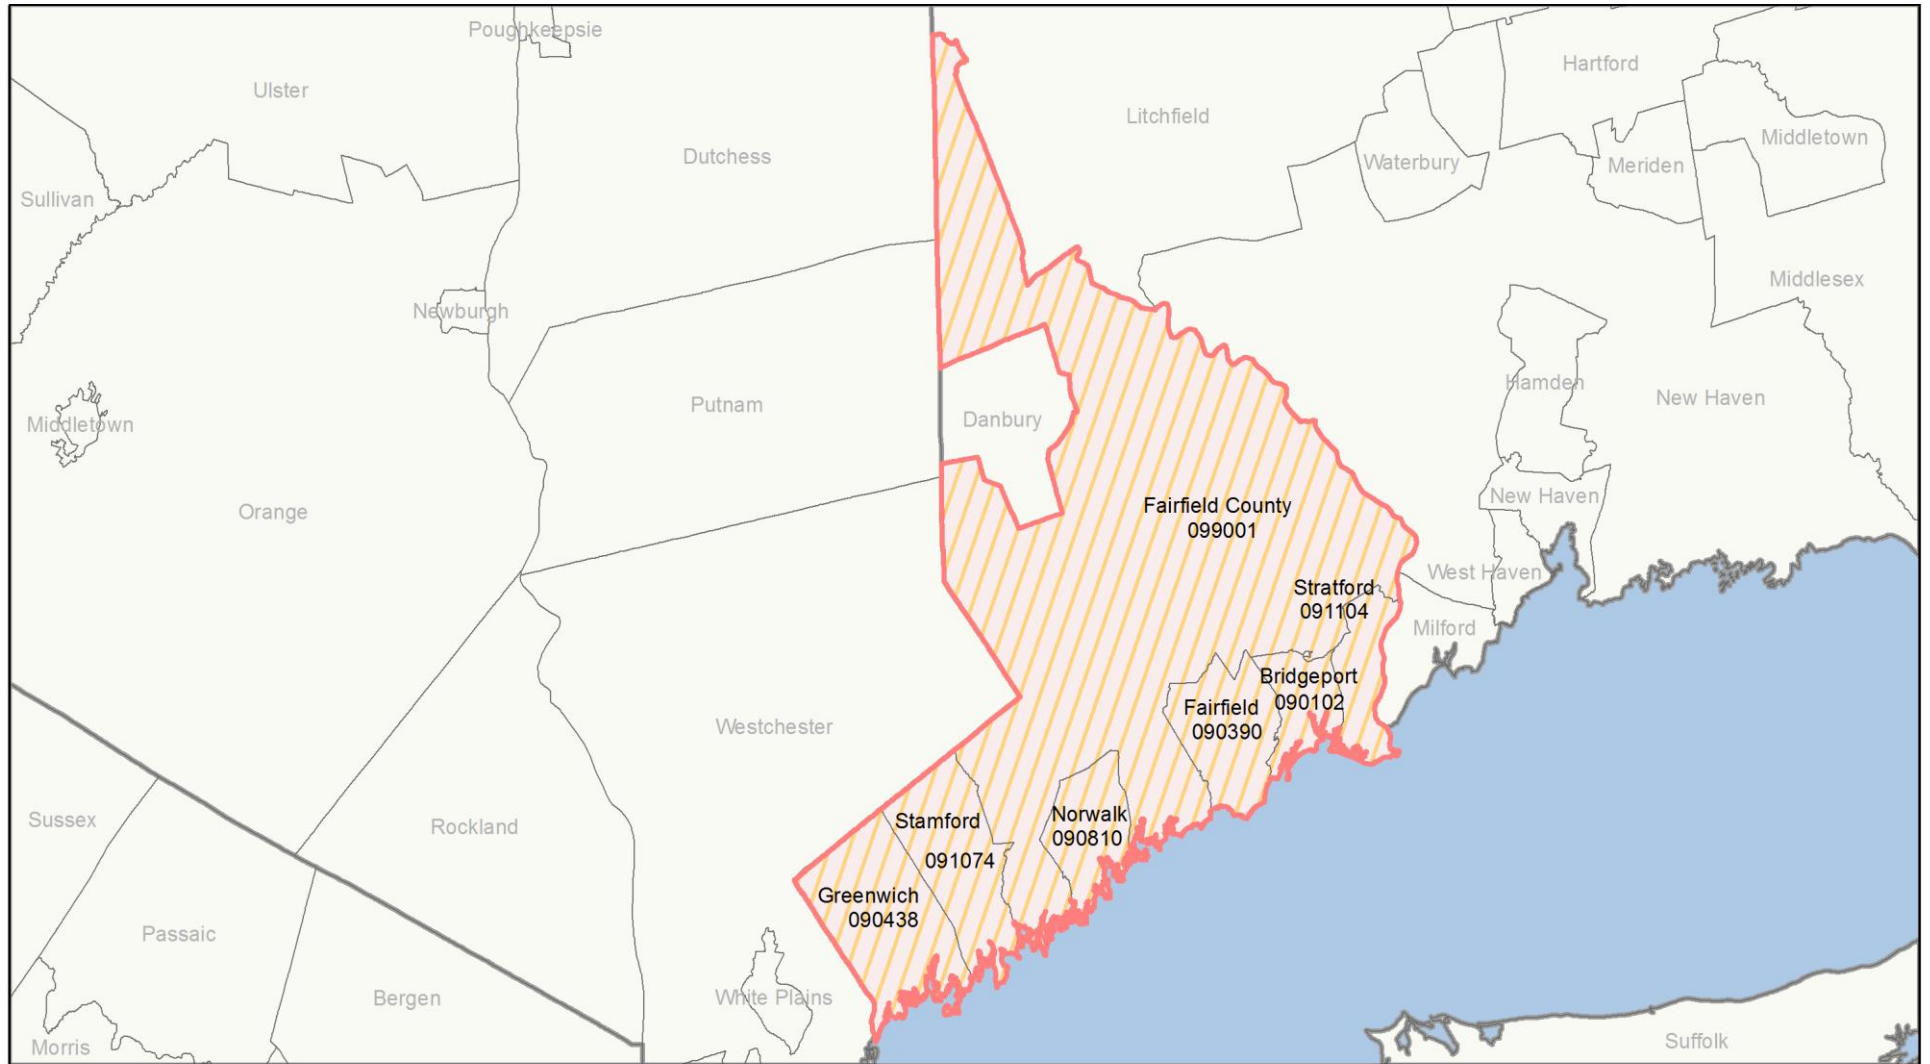 Poughkeepsie
Hartford
Ulster
Litchfield
Middletown
Dutchess
Waterbury
Meriden
Sullivan
Middlesex
Newburgh
Hamden
New Haven
Putnam
Danbury
Middletown
New Haven
Fairfield County
099001
Orange
West Haven
Stratford
091104
Milford
Bridgeport
090102
Fairfield
090390
Westchester
Norwalk
090810
Stamford
091074
Sussex
Rockland
Greenwich
090438
Passaic
Bergen
White Plains
Morris
Suffolk